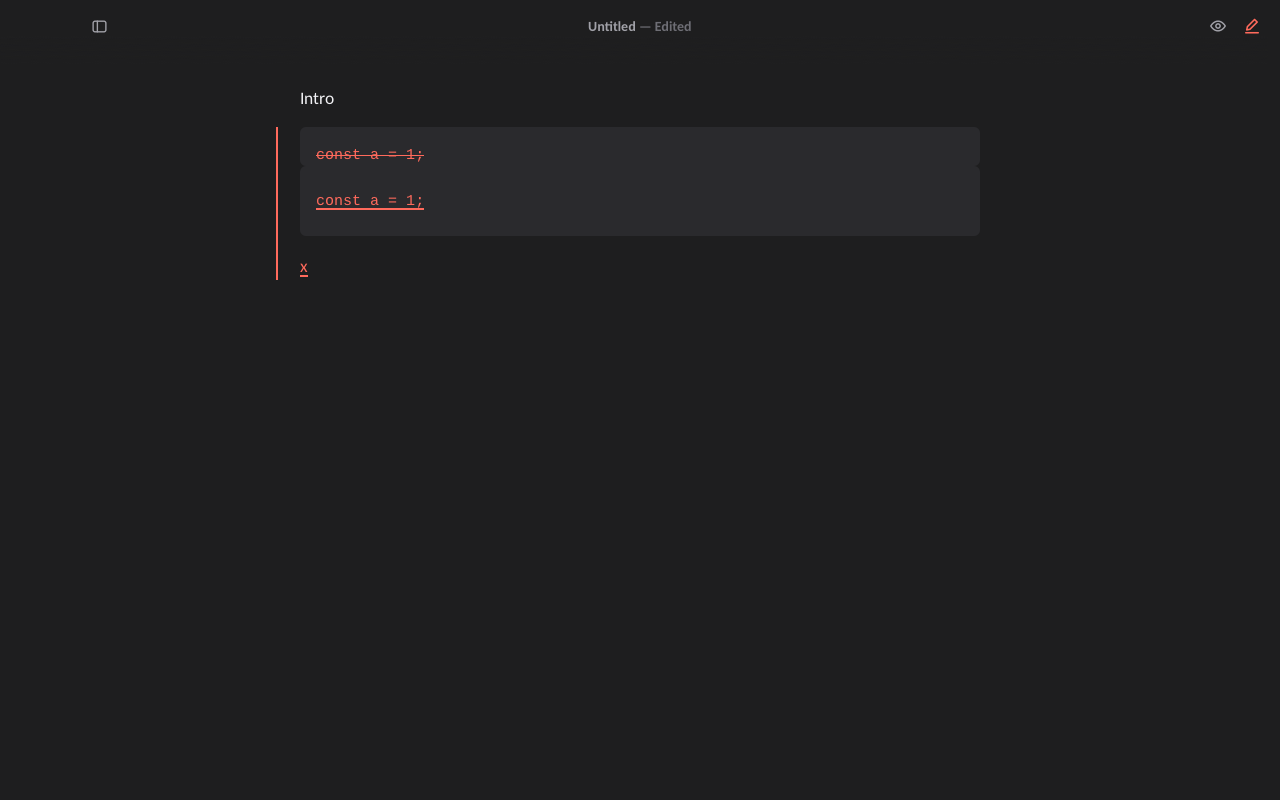 Untitled — Edited
Intro
const a = 1;
const a = 1;
x